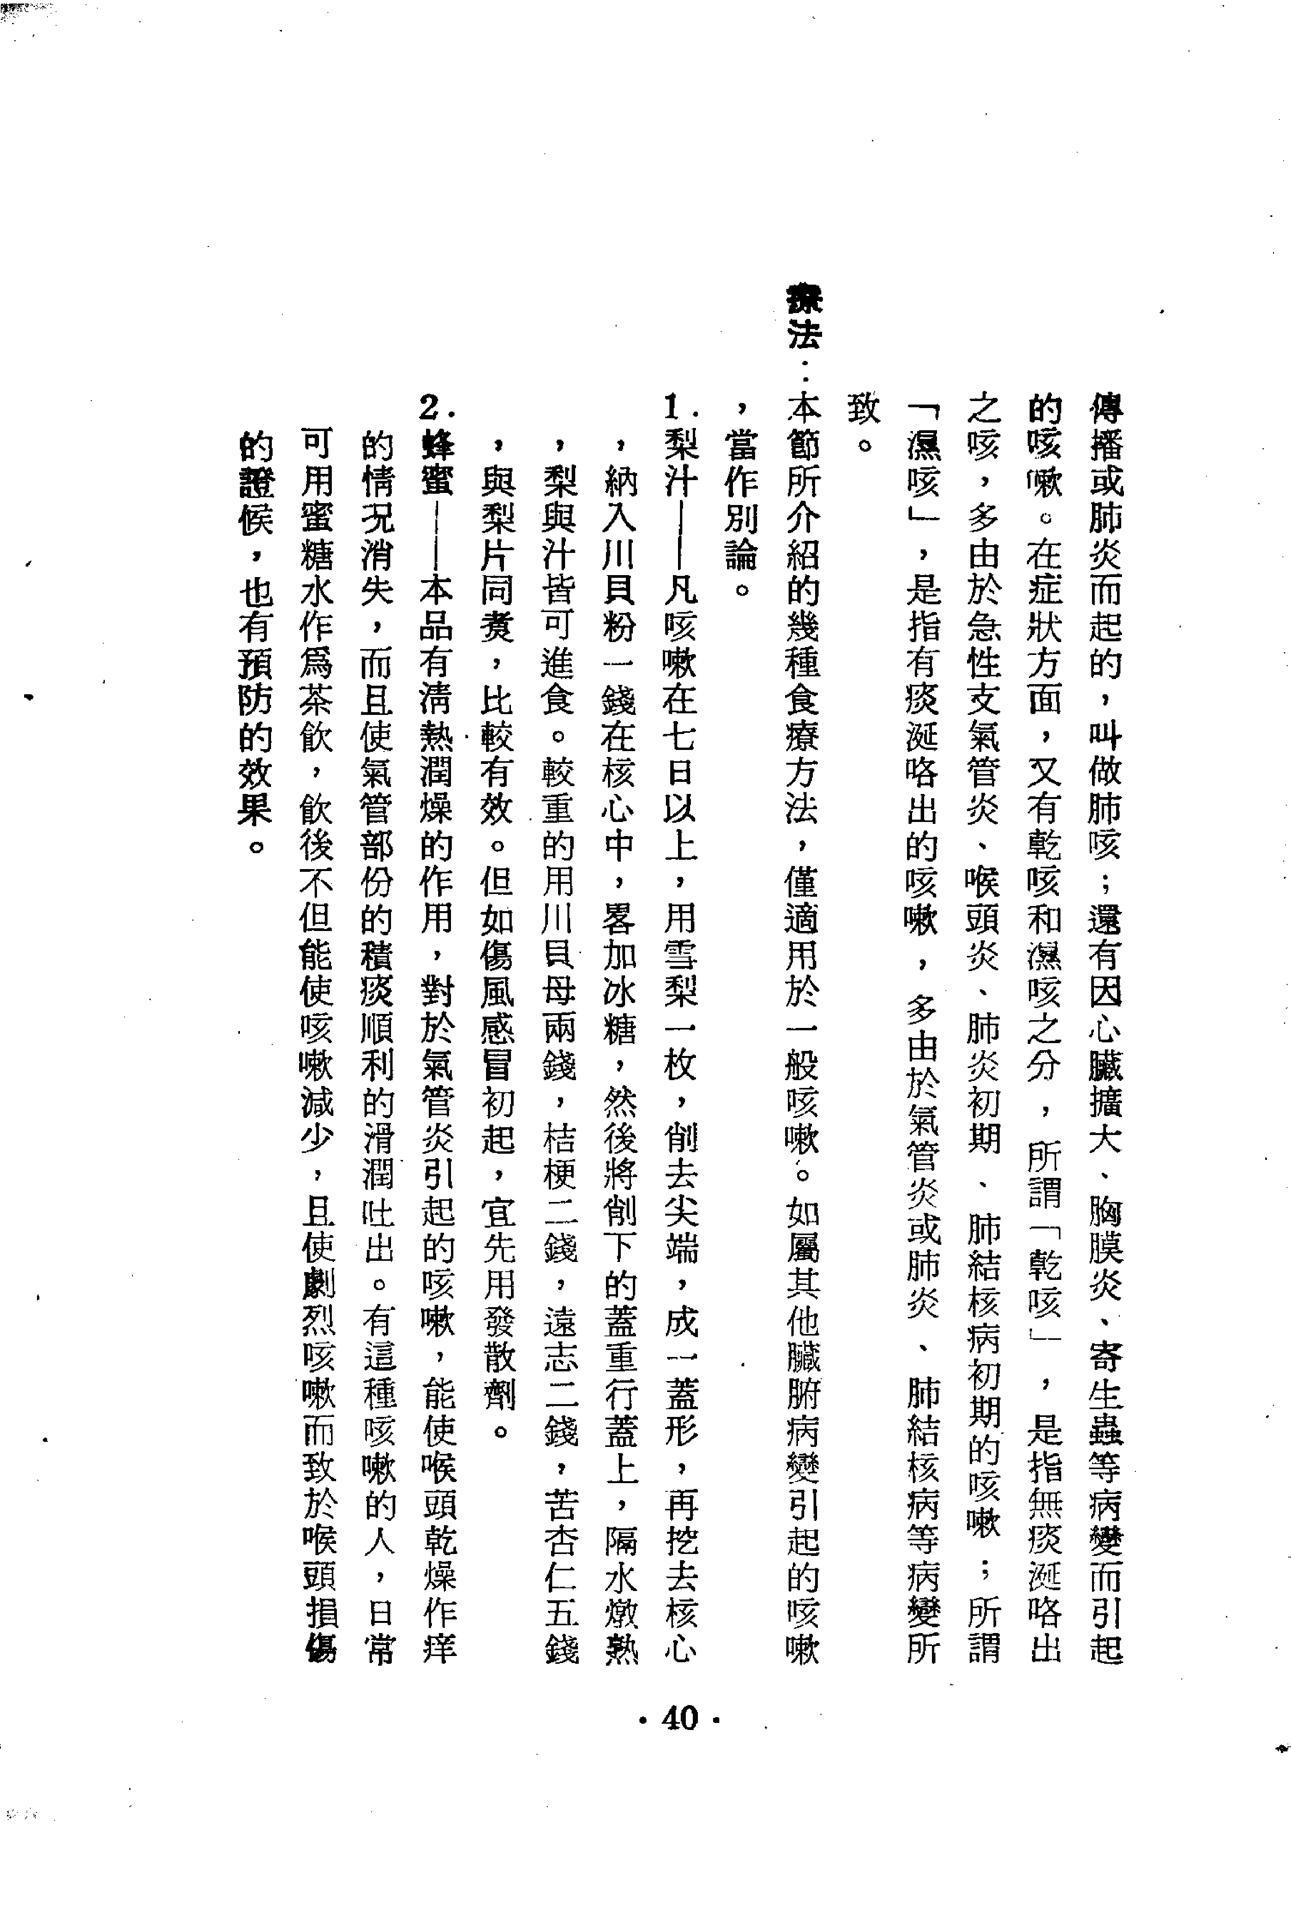 傳播或肺炎而起的，叫做肺咳；還有因心臟擴大、胸膜炎、寄生蟲等病變而引起
的咳嗽。在症狀方面，又有乾咳和濕咳之分，所謂「乾咳」，是指無痰涎咯出
之咳，多由於急性支氣管炎、喉頭炎、肺炎初期、肺結核病初期的咳嗽；所謂
「濕咳」，是指有痰涎咯出的咳嗽，多由於氣管炎或肺炎、肺結核病等病變所
致。
療法：本節所介紹的幾種食療方法，僅適用於一般咳嗽。如屬其他臟腑病變引起的咳嗽
，當作別論。
1.梨汁——凡咳嗽在七日以上，用雪梨一枚，削去尖端，成一蓋形，再挖去核心
，納入川貝粉一錢在核心中，畧加冰糖，然後將削下的蓋重行蓋上，隔水燉熟
，梨與汁皆可進食。較重的用川貝母兩錢，桔梗二錢，遠志二錢，苦杏仁五錢
，與梨片同煑，比較有效。但如傷風感冒初起，宜先用發散劑。
2.蜂蜜——本品有清熱潤燥的作用，對於氣管炎引起的咳嗽，能使喉頭乾燥作痒
的情況消失，而且使氣管部份的積痰順利的滑潤吐出。有這種咳嗽的人，日常
可用蜜糖水作爲茶飲，飲後不但能使咳嗽減少，且使劇烈咳嗽而致於喉頭損傷
的證候，也有預防的效果。
·40·